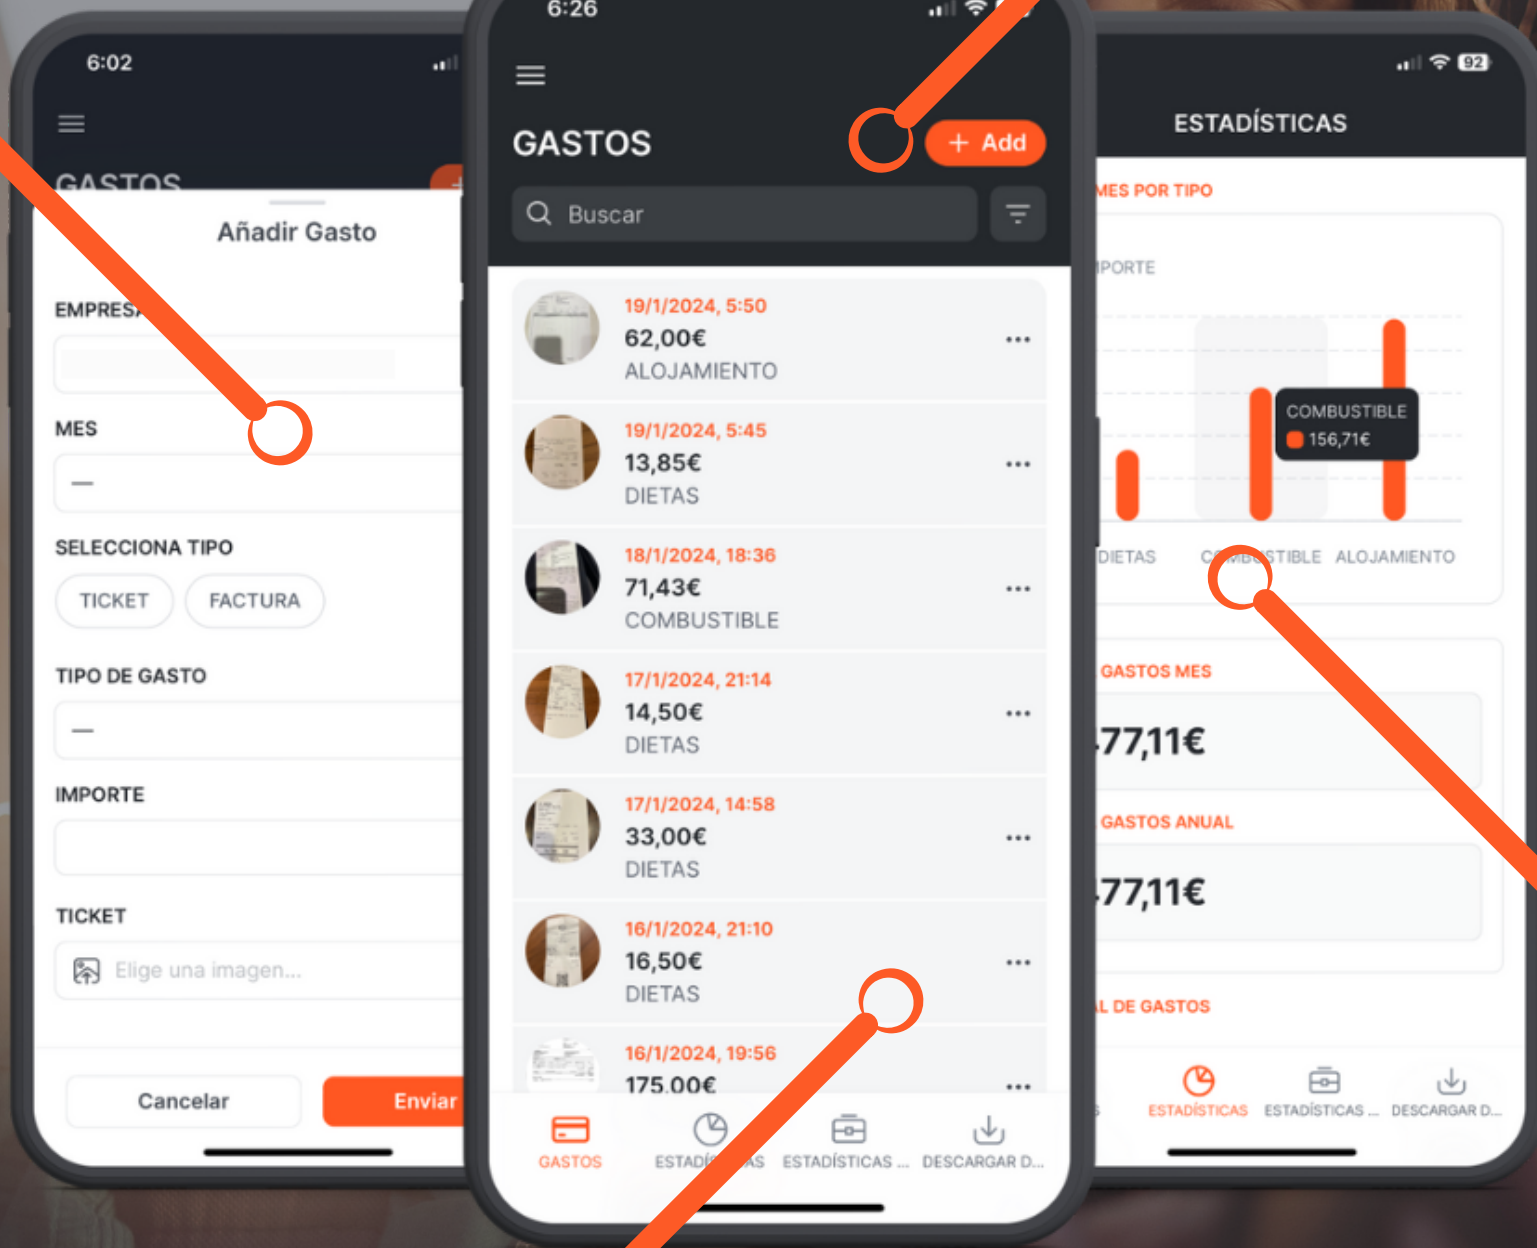 6:02
GASTOS
Añadir Gasto
MES
—
SELECCIONA TIPO
TICKET FACTURA
TIPO DE GASTO
—
IMPORTE
TICKET
Elige una imagen...
Cancelar Enviar
6:26
GASTOS
+ Add
Buscar
19/1/2024, 5:50
62,00€
ALOJAMIENTO
19/1/2024, 5:45
13,85€
DIETAS
18/1/2024, 18:36
71,43€
COMBUSTIBLE
17/1/2024, 21:14
14,50€
DIETAS
17/1/2024, 14:58
33,00€
DIETAS
16/1/2024, 21:10
16,50€
DIETAS
16/1/2024, 19:56
175,00€
GASTOS ESTADÍSTICAS ESTADÍSTICAS ... DESCARGAR D...
92
ESTADÍSTICAS
MES POR TIPO
COMBUSTIBLE
156,71€
DIETAS COMBUSTIBLE ALOJAMIENTO
GASTOS MES
77,11€
GASTOS ANUAL
77,11€
DE GASTOS
ESTADÍSTICAS ESTADÍSTICAS ... DESCARGAR D...